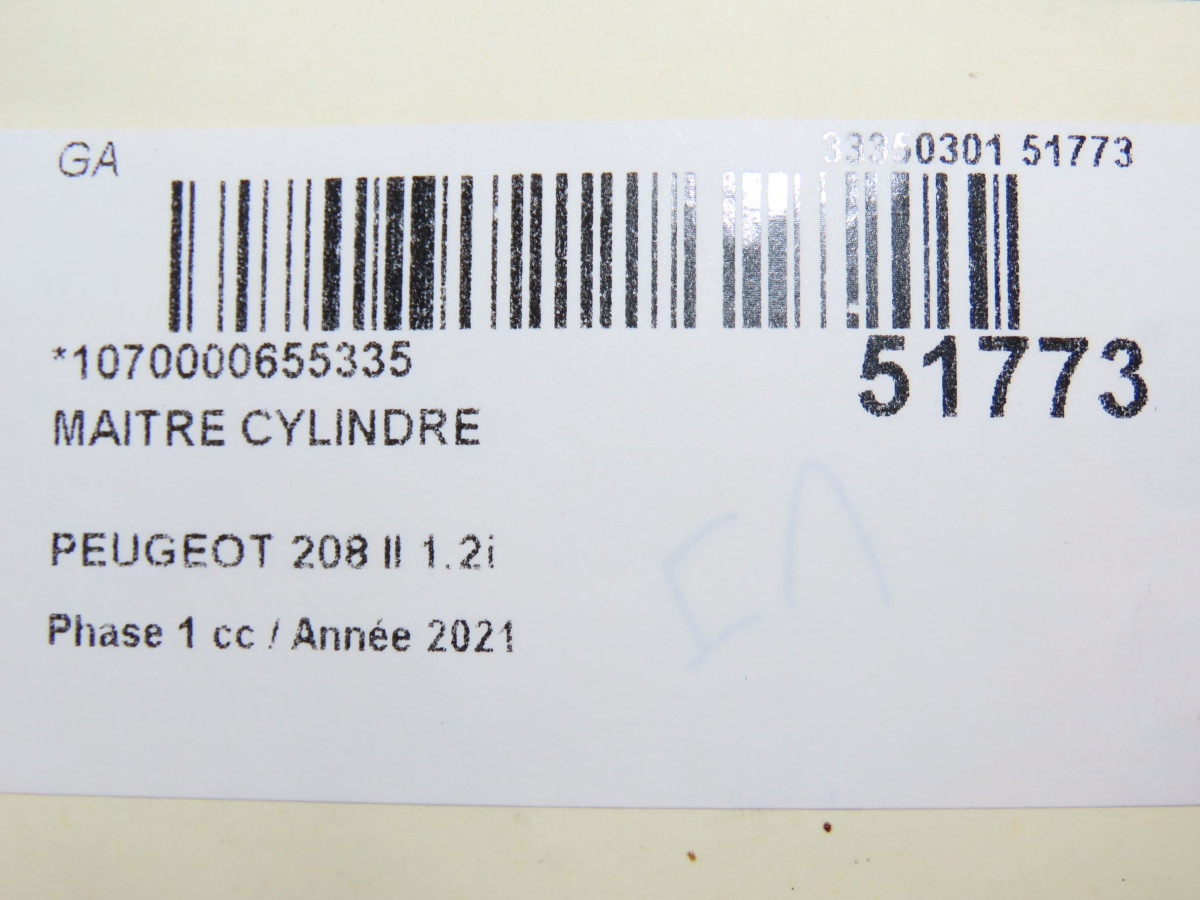 GA 33350301 51773
*1070000655335
51773
MAITRE CYLINDRE
PEUGEOT 208 II 1.2i
Phase 1 cc / Année 2021